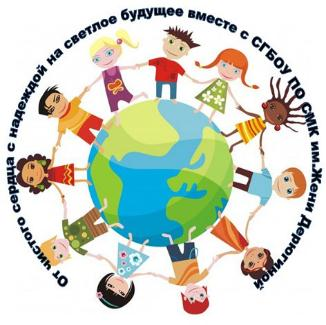 От чистого сердца с надеждой на светлое будущее вместе с СГБОУ ПО СМК им.Жени Дерюгиной